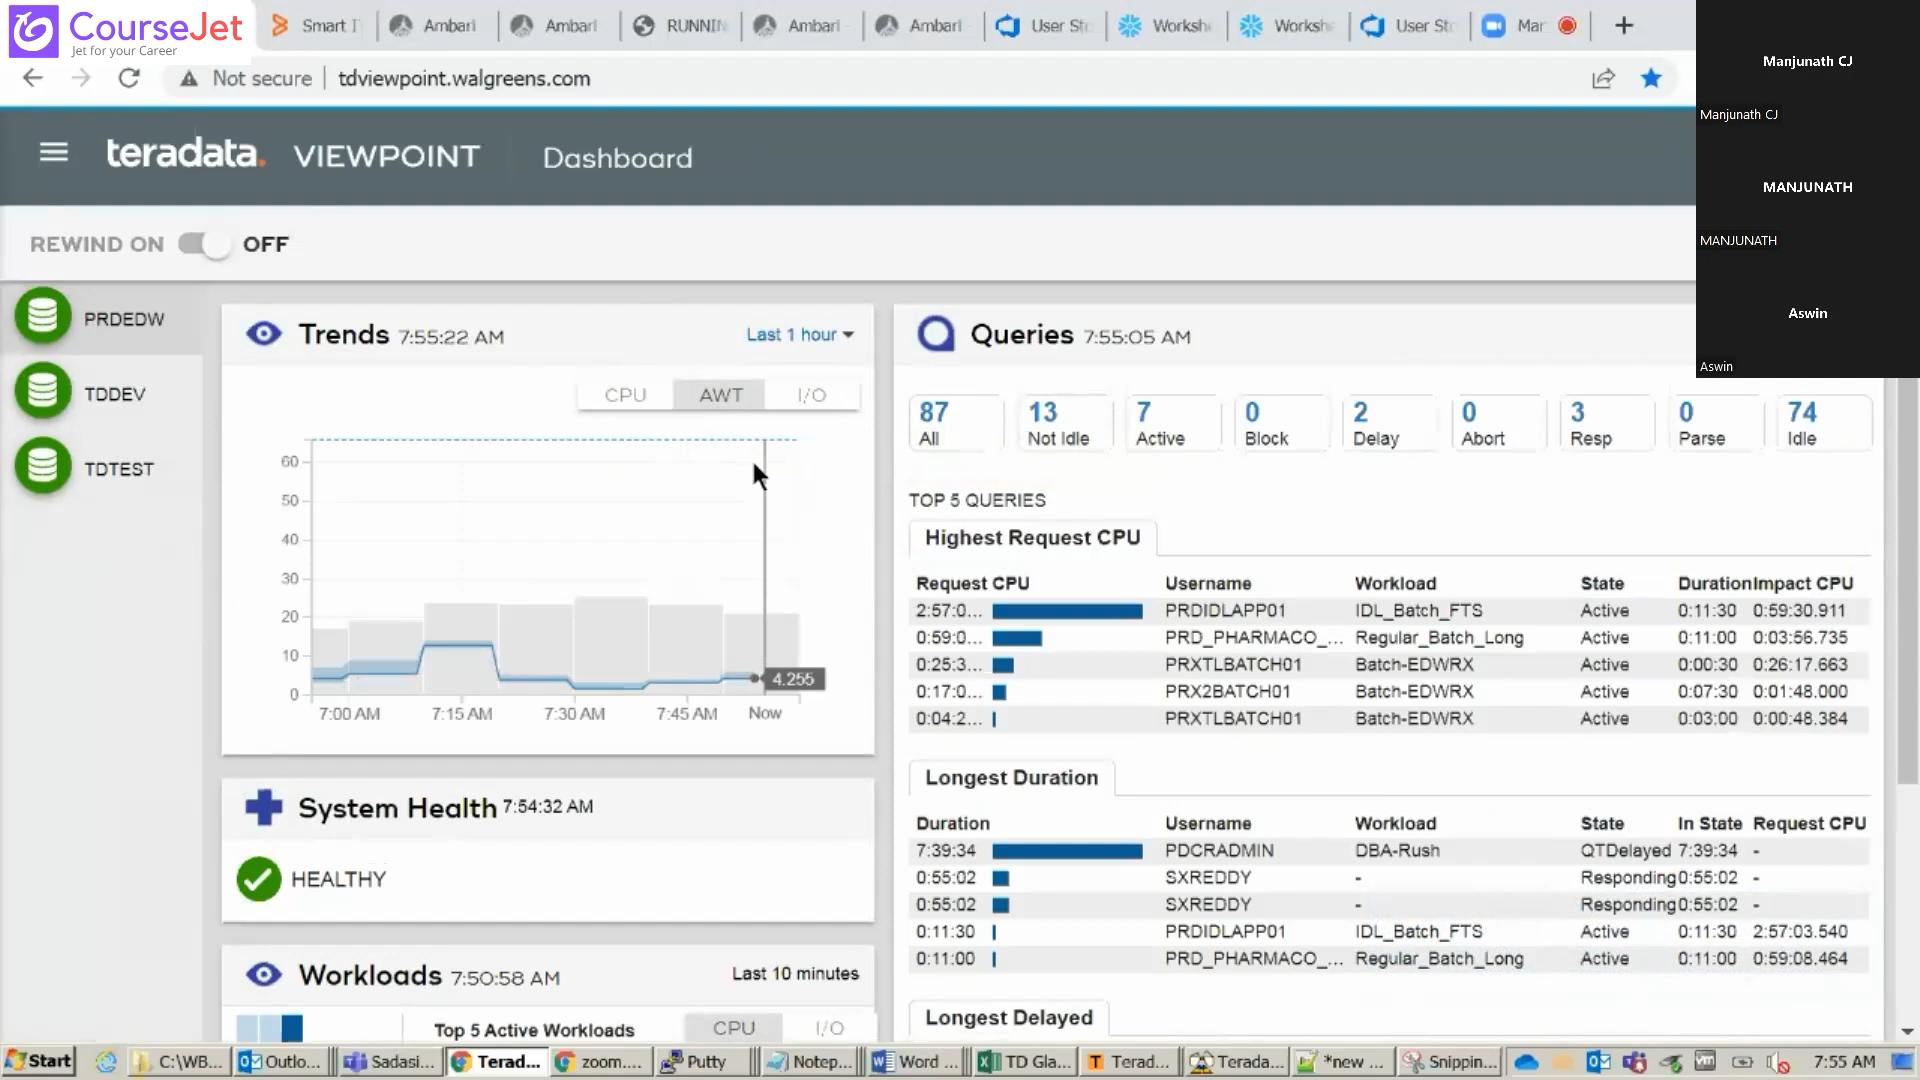 CourseJet
Jet for your Career
Smart I
Ambari
Ambari
RUNNIN
Ambari -
Ambari -
User Sto
Workshe
Workshe
User Sto
Mar
Not secure
tdviewpoint.walgreens.com
Manjunath CJ
Manjunath CJ
MANJUNATH
MANJUNATH
Aswin
Aswin
teradata. VIEWPOINT Dashboard
REWIND ON OFF
PRDEDW
TDDEV
TDTEST
Trends 7:55:22 AM Last 1 hour
CPU AWT I/O
60
50
40
30
20
10
0
4.255
7:00 AM 7:15 AM 7:30 AM 7:45 AM Now
System Health 7:54:32 AM
HEALTHY
Workloads 7:50:58 AM Last 10 minutes
Top 5 Active Workloads CPU I/O
Queries 7:55:05 AM
87 13 7 0 2 0 3 0 74
All Not Idle Active Block Delay Abort Resp Parse Idle
TOP 5 QUERIES
Highest Request CPU
Request CPU Username Workload State Duration Impact CPU
2:57:0... PRDIDLAPP01 IDL_Batch_FTS Active 0:11:30 0:59:30.911
0:59:0... PRD_PHARMACO_... Regular_Batch_Long Active 0:11:00 0:03:56.735
0:25:3... PRXTLBATCH01 Batch-EDWRX Active 0:00:30 0:26:17.663
0:17:0... PRX2BATCH01 Batch-EDWRX Active 0:07:30 0:01:48.000
0:04:2... PRXTLBATCH01 Batch-EDWRX Active 0:03:00 0:00:48.384
Longest Duration
Duration Username Workload State In State Request CPU
7:39:34 PDCRADMIN DBA-Rush QTDelayed 7:39:34 -
0:55:02 SXREDDY - Responding 0:55:02 -
0:55:02 SXREDDY - Responding 0:55:02 -
0:11:30 PRDIDLAPP01 IDL_Batch_FTS Active 0:11:30 2:57:03.540
0:11:00 PRD_PHARMACO_... Regular_Batch_Long Active 0:11:00 0:59:08.464
Longest Delayed
Start C:\WB... Outlo... Sadasi... Terad... zoom.... Putty Notep... Word ... TD Gla... Terad... Terada... *new ... Snippin... 7:55 AM